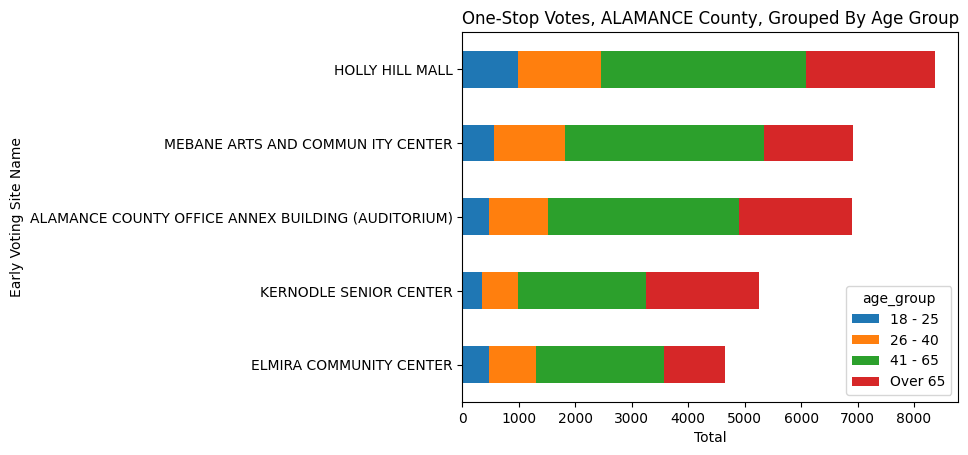 One-Stop Votes, ALAMANCE County, Grouped By Age Group
Early Voting Site Name
HOLLY HILL MALL
MEBANE ARTS AND COMMUN ITY CENTER
ALAMANCE COUNTY OFFICE ANNEX BUILDING (AUDITORIUM)
KERNODLE SENIOR CENTER
ELMIRA COMMUNITY CENTER
age_group
18 - 25
26 - 40
41 - 65
Over 65
0 1000 2000 3000 4000 5000 6000 7000 8000
Total